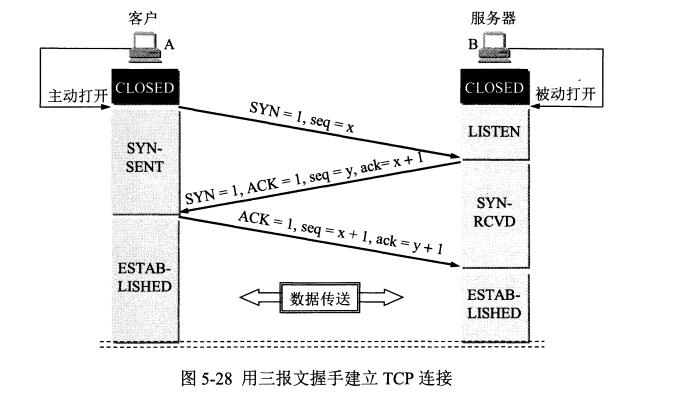 客户
服务器
A
B
CLOSED
CLOSED
主动打开
被动打开
SYN = 1, seq = x
LISTEN
SYN-
SENT
SYN = 1, ACK = 1, seq = y, ack= x + 1
SYN-
RCVD
ACK = 1, seq = x + 1, ack = y + 1
ESTAB-
LISHED
数据传送
ESTAB-
LISHED
图 5-28 用三报文握手建立 TCP 连接